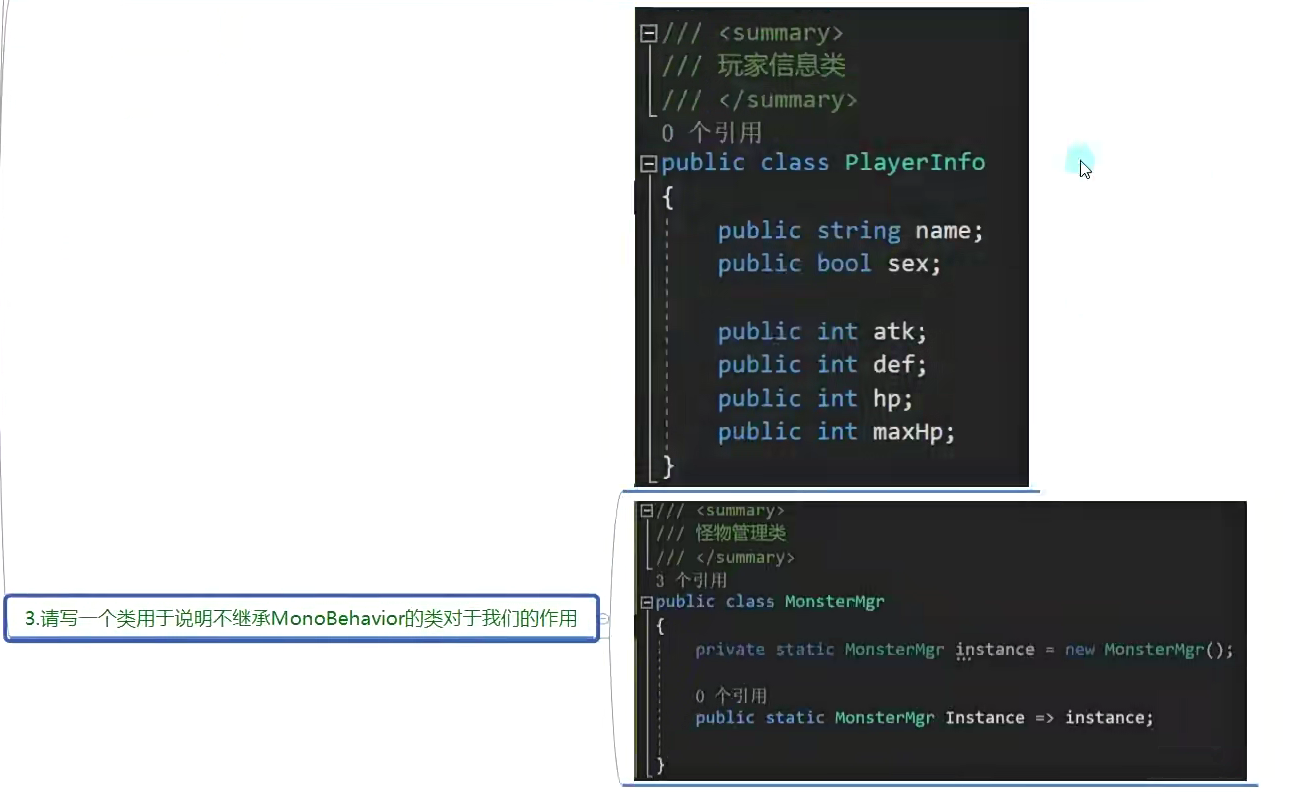 /// <summary>
/// 玩家信息类
/// </summary>
0 个引用
public class PlayerInfo
{
public string name;
public bool sex;
public int atk;
public int def;
public int hp;
public int maxHp;
}
3.请写一个类用于说明不继承MonoBehavior的类对于我们的作用
/// <summary>
/// 怪物管理类
/// </summary>
3 个引用
public class MonsterMgr
{
private static MonsterMgr instance = new MonsterMgr();
0 个引用
public static MonsterMgr Instance => instance;
}